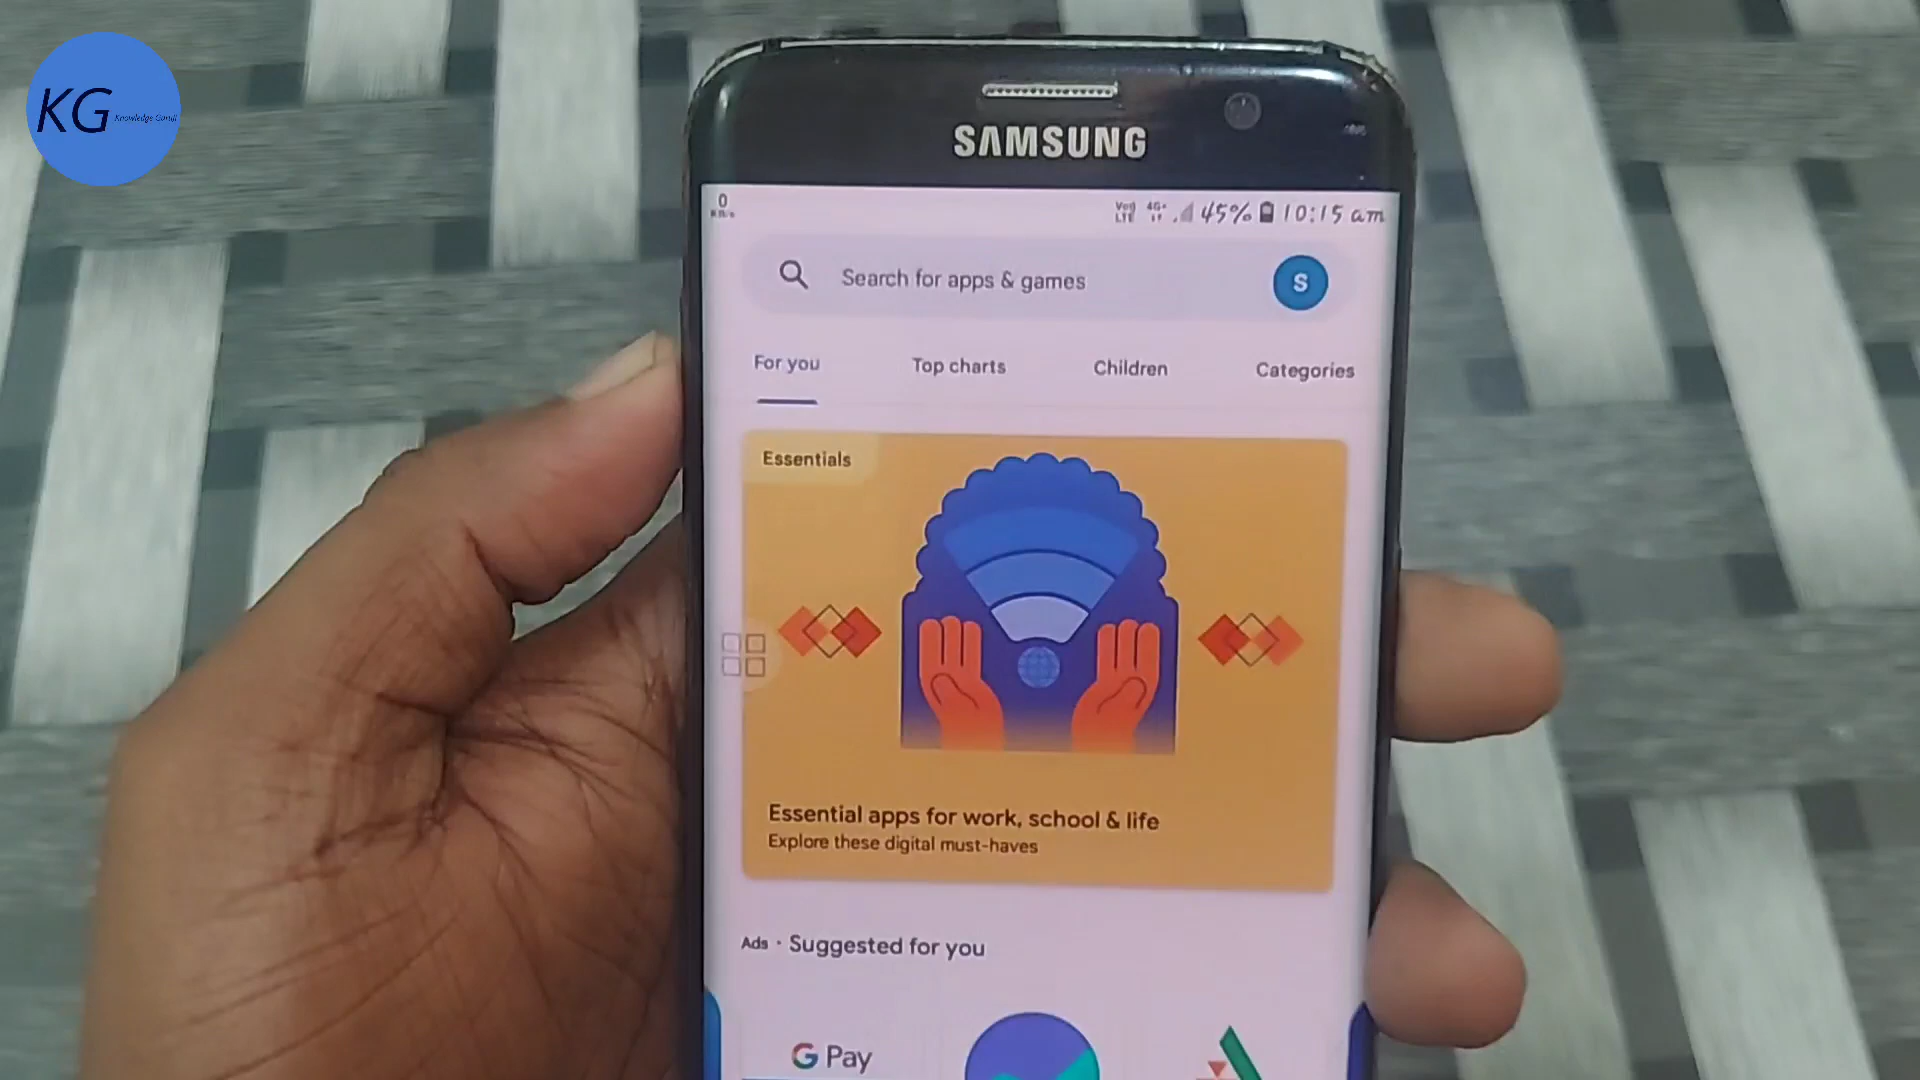 KG Knowledge Guruji
SAMSUNG
0
KB/s
Vo)
LTE
4G+
45%
10:15 am
Search for apps & games
S
For you
Top charts
Children
Categories
Essentials
Essential apps for work, school & life
Explore these digital must-haves
Ads · Suggested for you
G Pay